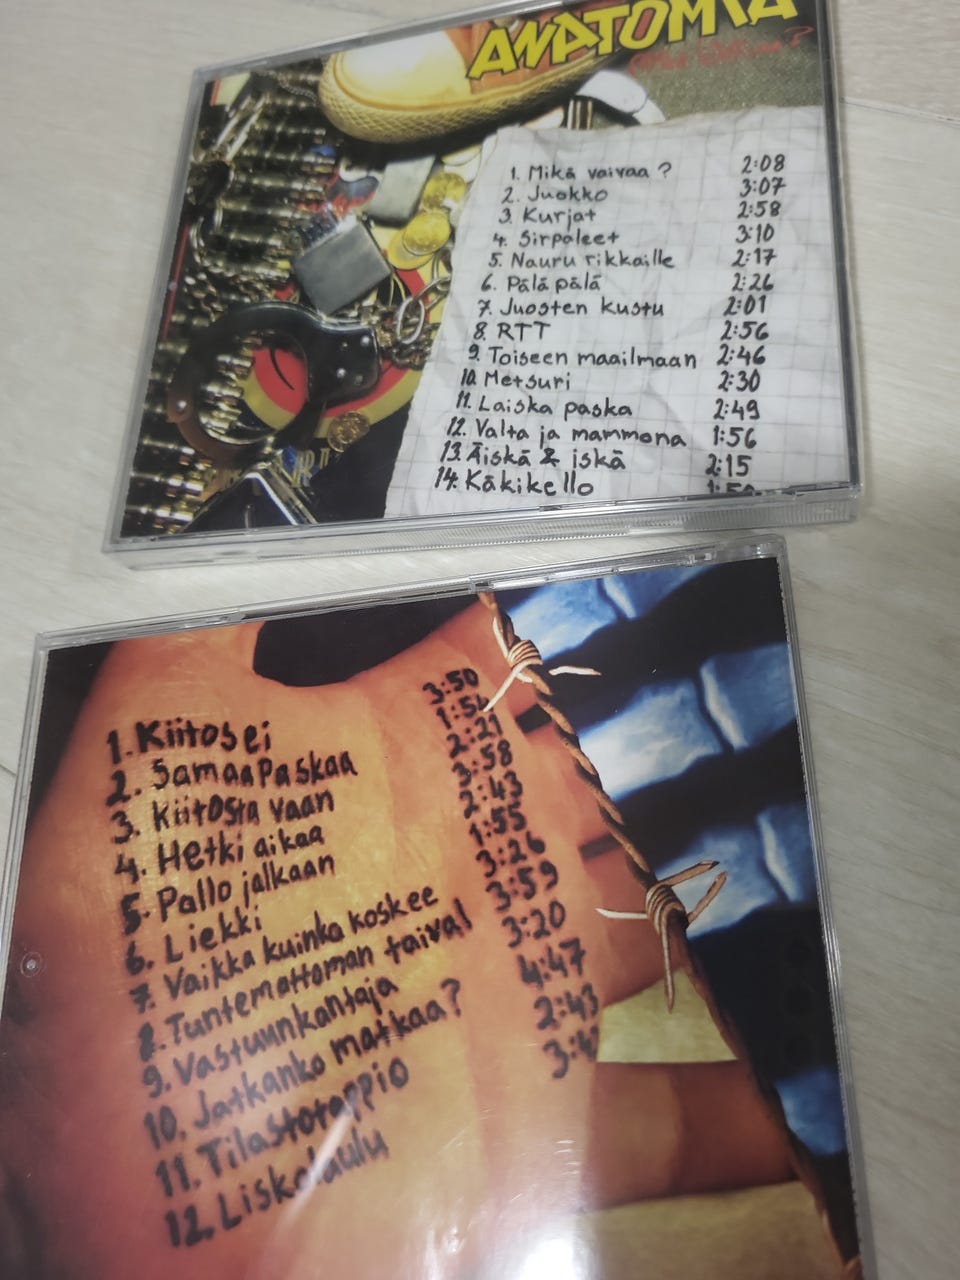 ANATOMIA
1. Mikä vaivaa? 2:08
2. Juokko 3:07
3. Kurjat 2:58
4. Sirpaleet 3:10
5. Nauru rikkaille 2:17
6. Pälä pälä 2:26
7. Juosten kustu 2:01
8. RTT 2:56
9. Toiseen maailmaan 2:46
10. Metsuri 2:30
11. Laiska paska 2:49
12. Valta ja mammona 1:56
13. Äiskä & iskä 2:15
14. Käkikello
1. Kiitos ei 3:50
2. Samaa Paskaa
3. Kiitosta vaan 2:21
4. Hetki aikaa 3:58
5. Pallo jalkaan 2:43
6. Liekki 1:55
7. Vaikka kuinka koskee 3:26
8. Tuntemattoman taival 3:59
9. Vastuunkantaja 3:20
10. Jatkanko matkaa? 4:47
11. Tilastotappio 2:43
12. Liskolaulu